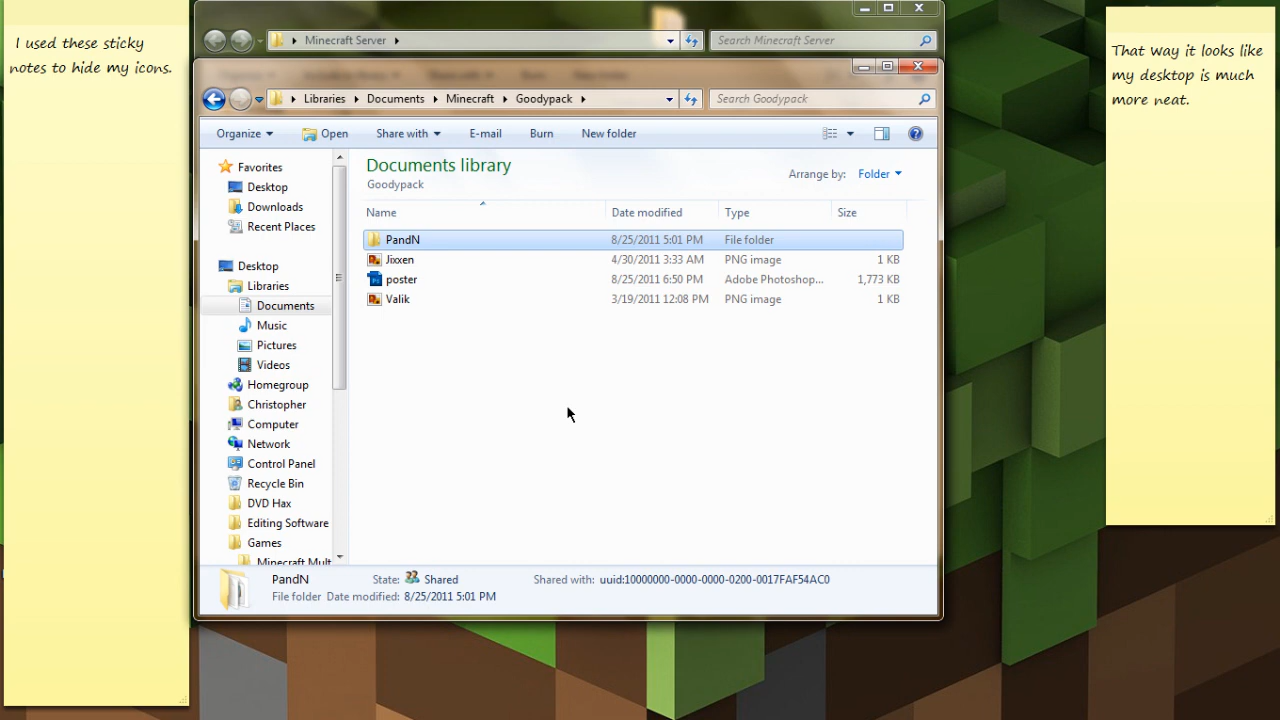 I used these sticky
notes to hide my icons.
Minecraft Server
Search Minecraft Server
Libraries Documents Minecraft Goodypack
Search Goodypack
Organize Open Share with E-mail Burn New folder
Favorites
Desktop
Downloads
Recent Places
Desktop
Libraries
Documents
Music
Pictures
Videos
Homegroup
Christopher
Computer
Network
Control Panel
Recycle Bin
DVD Hax
Editing Software
Games
Minecraft Mult
Documents library
Goodypack
Arrange by: Folder
Name Date modified Type Size
PandN 8/25/2011 5:01 PM File folder
Jixxen 4/30/2011 3:33 AM PNG image 1 KB
poster 8/25/2011 6:50 PM Adobe Photoshop... 1,773 KB
Valik 3/19/2011 12:08 PM PNG image 1 KB
PandN State: Shared Shared with: uuid:10000000-0000-0000-0200-0017FAF54AC0
File folder Date modified: 8/25/2011 5:01 PM
That way it looks like
my desktop is much
more neat.